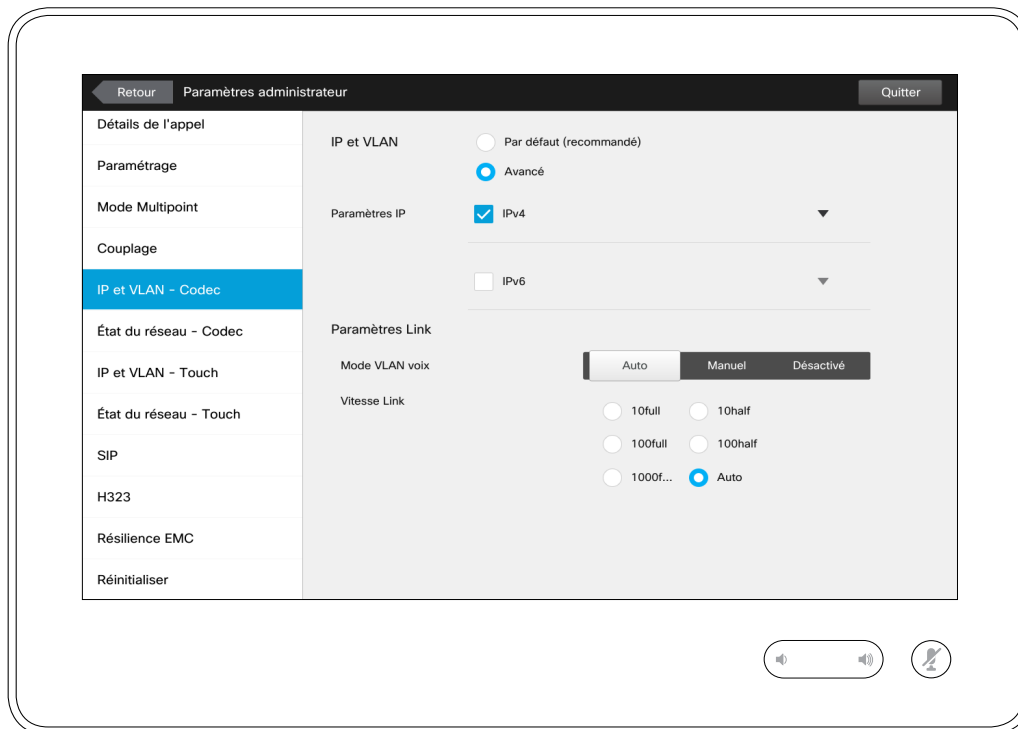 Retour
Paramètres administrateur
Quitter
Détails de l'appel
Paramétrage
Mode Multipoint
Couplage
IP et VLAN - Codec
État du réseau - Codec
IP et VLAN - Touch
État du réseau - Touch
SIP
H323
Résilience EMC
Réinitialiser
IP et VLAN
Par défaut (recommandé)
Avancé
Paramètres IP
IPv4
IPv6
Paramètres Link
Mode VLAN voix
Auto
Manuel
Désactivé
Vitesse Link
10full
10half
100full
100half
1000f...
Auto